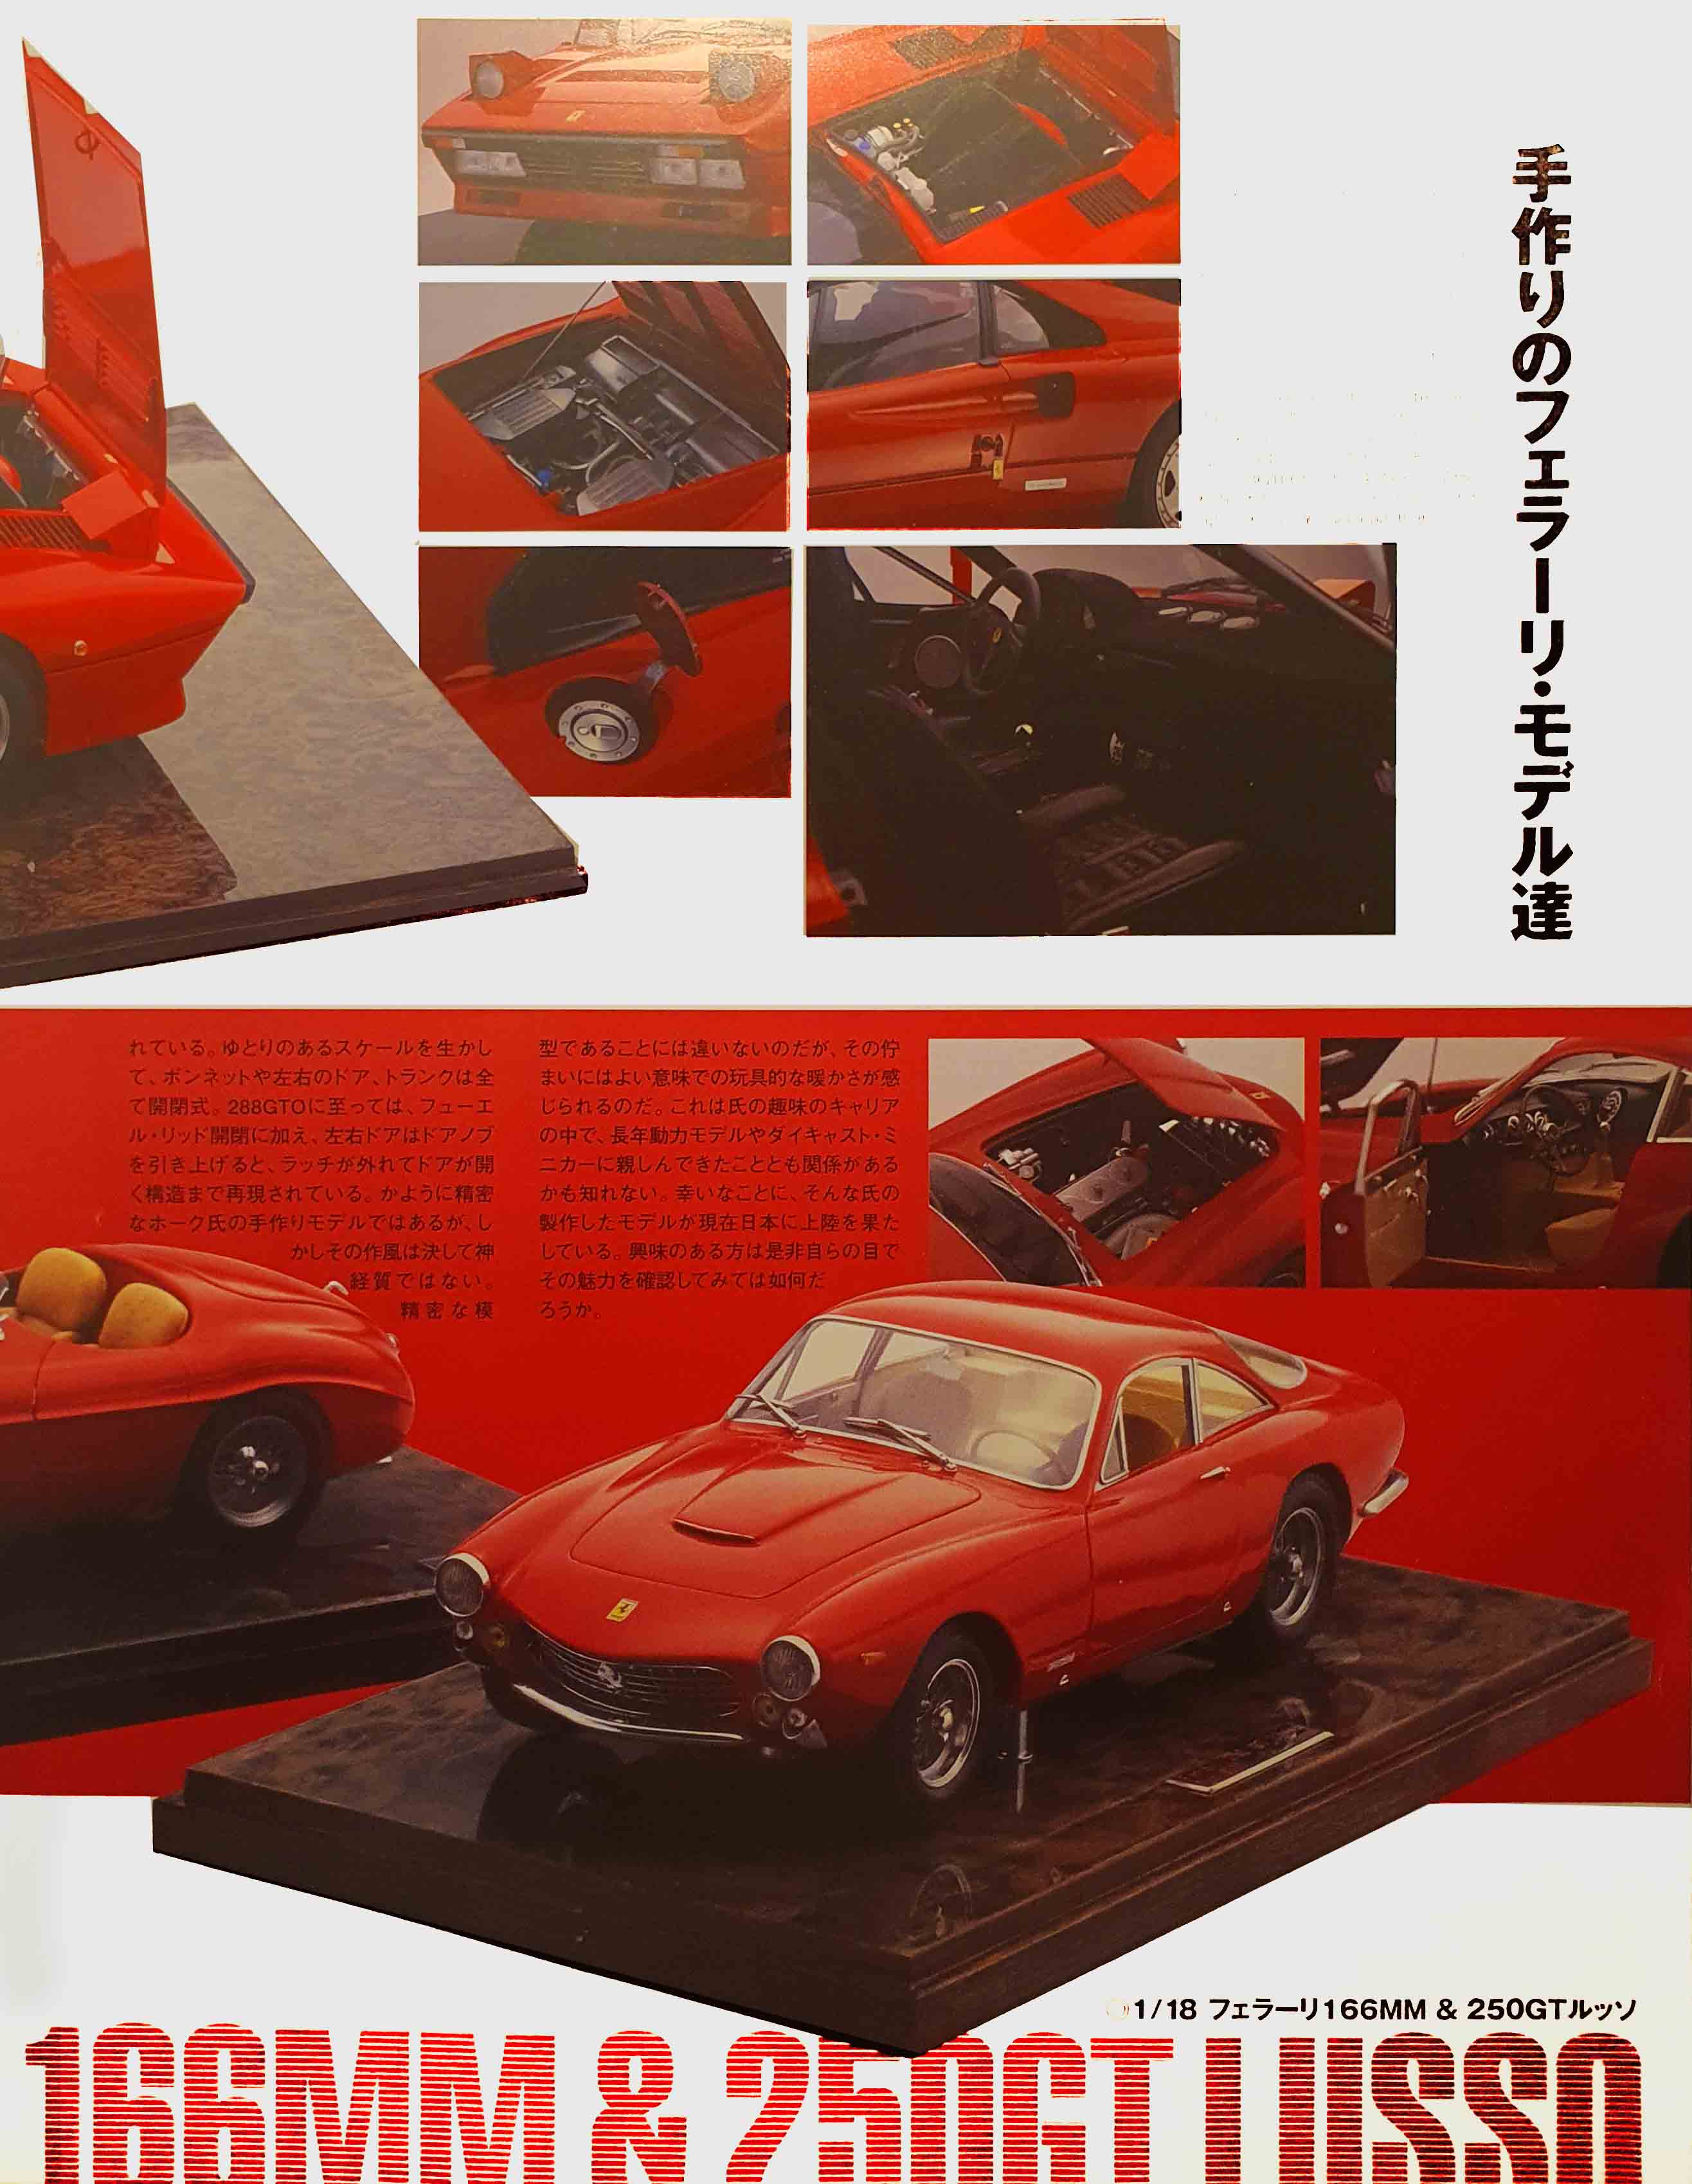 手作りのフェラーリ・モデル達
れている。ゆとりのあるスケールを生かし
て、ボンネットや左右のドア、トランクは全
て開閉式。288GTOに至っては、フューエ
ル・リッド開閉に加え、左右ドアはドアノブ
を引き上げると、ラッチが外れてドアが開
く構造まで再現されている。かように精密
なホーク氏の手作りモデルではあるが、し
かしその作風は決して神
経質ではない。
精密な模
型であることには違いないのだが、その佇
まいにはよい意味での玩具的な暖かさが感
じられるのだ。これは氏の趣味のキャリア
の中で、長年動力モデルやダイキャスト・ミ
ニカーに親しんできたこととも関係がある
かも知れない。幸いなことに、そんな氏の
製作したモデルが現在日本に上陸を果た
している。興味のある方は是非自らの目で
その魅力を確認してみては如何だ
ろうか。
1/18 フェラーリ166MM & 250GTルッソ
166MM & 250GT LUSSO